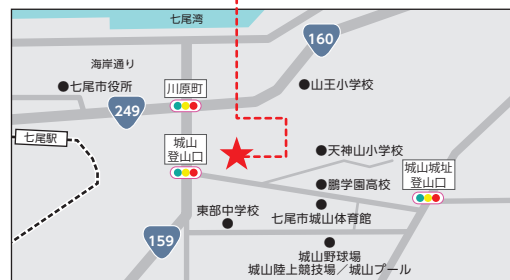 七尾湾
160
海岸通り
七尾市役所
川原町
山王小学校
249
七尾駅
城山
登山口
天神山小学校
城山城址
登山口
鵬学園高校
東部中学校
七尾市城山体育館
159
城山野球場
城山陸上競技場／城山プール